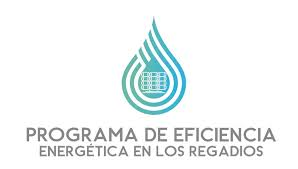 PROGRAMA DE EFICIENCIA
ENERGÉTICA EN LOS REGADIOS